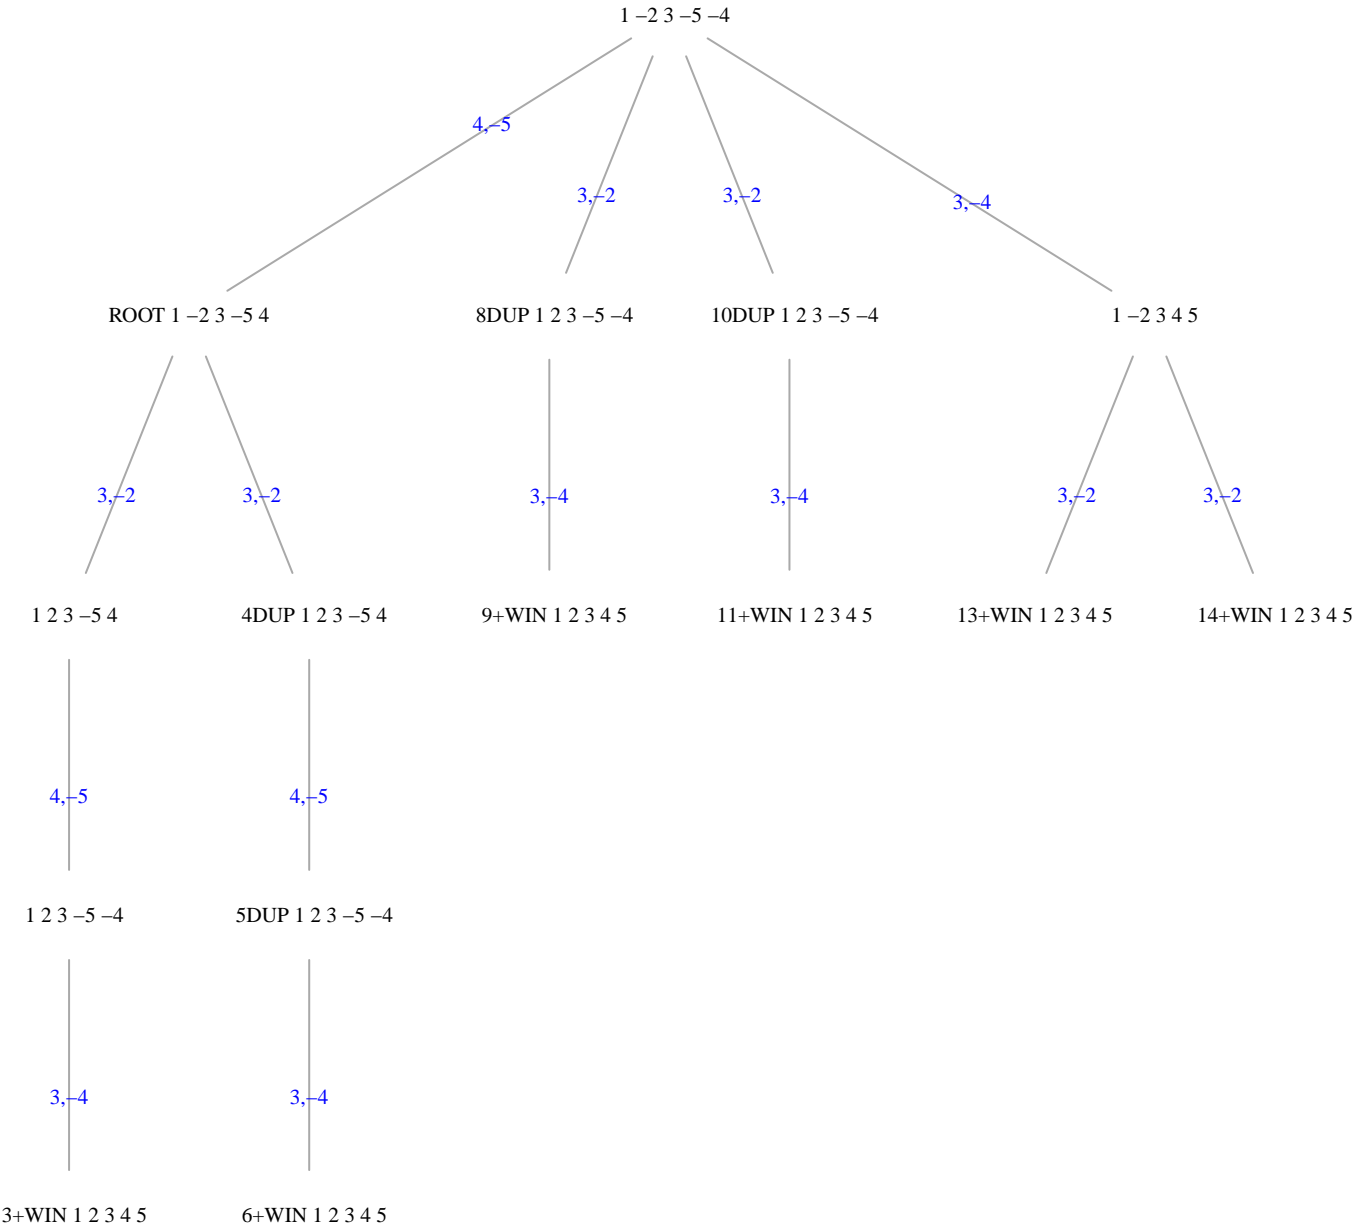 1 –2 3 –5 –4
4,–5
3,–2
3,–2
3,–4
ROOT 1 –2 3 –5 4
8DUP 1 2 3 –5 –4
10DUP 1 2 3 –5 –4
1 –2 3 4 5
3,–2
3,–2
3,–4
3,–4
3,–2
3,–2
1 2 3 –5 4
4DUP 1 2 3 –5 4
9+WIN 1 2 3 4 5
11+WIN 1 2 3 4 5
13+WIN 1 2 3 4 5
14+WIN 1 2 3 4 5
4,–5
4,–5
1 2 3 –5 –4
5DUP 1 2 3 –5 –4
3,–4
3,–4
3+WIN 1 2 3 4 5
6+WIN 1 2 3 4 5